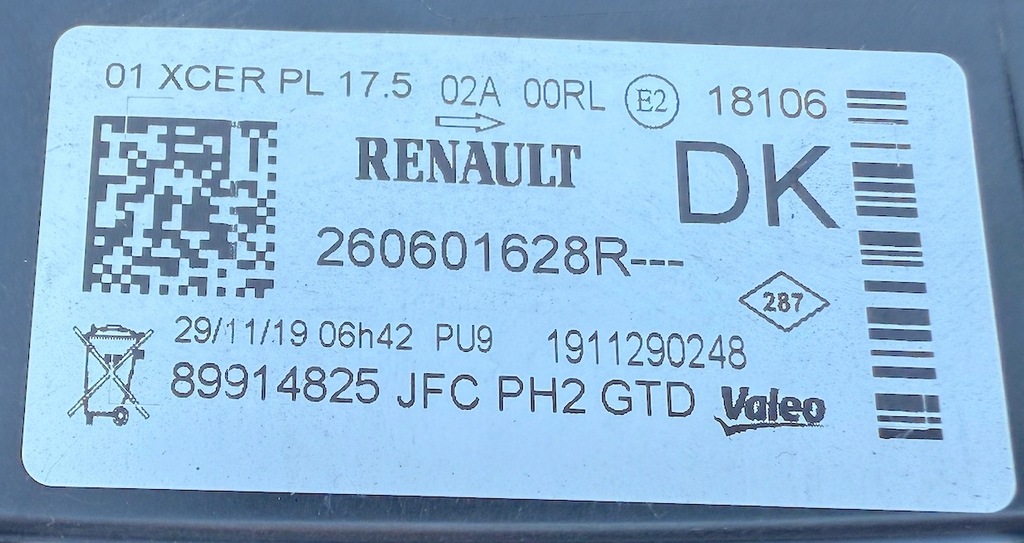 01 XCER PL 17.5 02A 00RL E2 18106
RENAULT DK
260601628R---
287
29/11/19 06h42 PU9 1911290248
89914825 JFC PH2 GTD Valeo